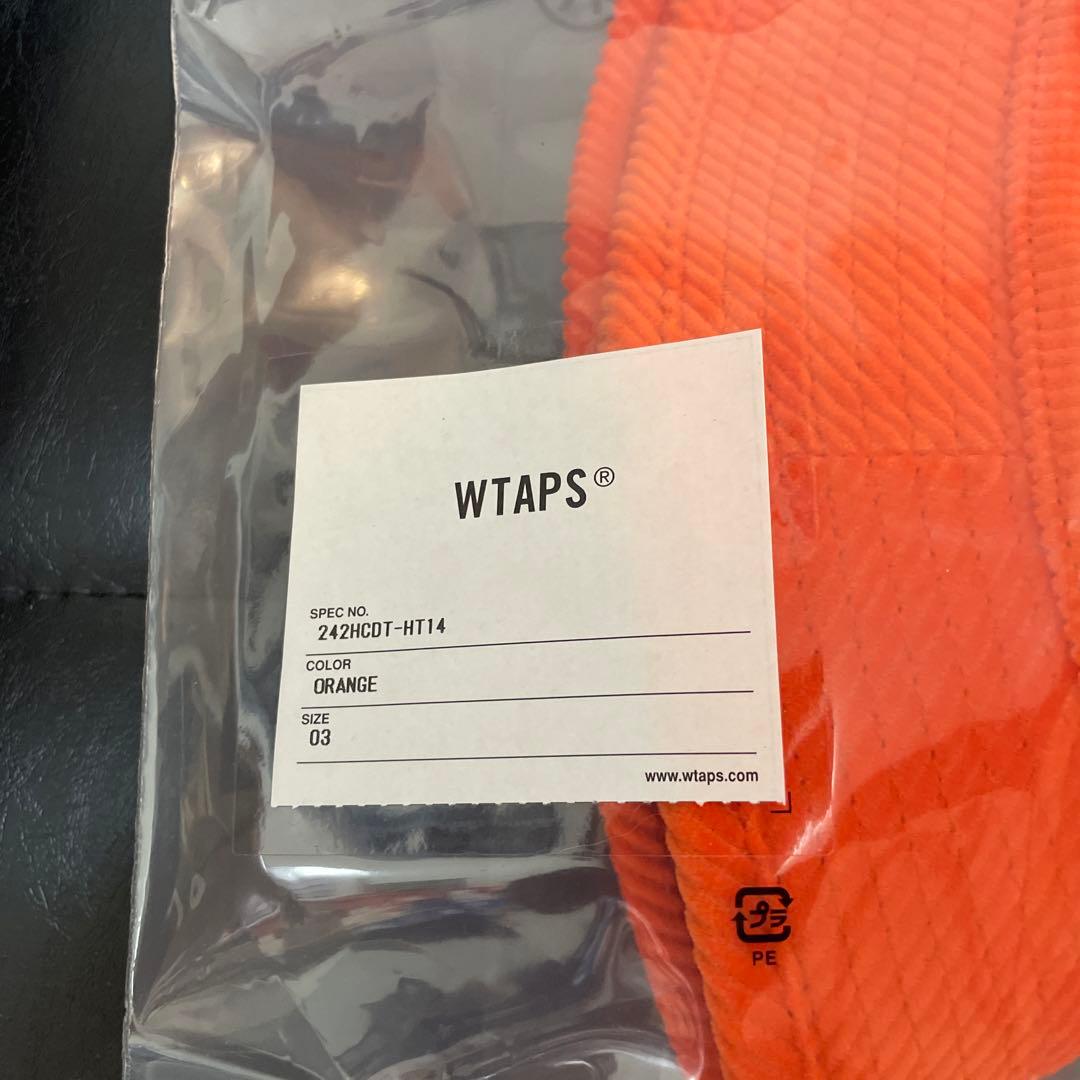 WTAPS®
SPEC NO.
242HCDT-HT14
COLOR
ORANGE
SIZE
03
www.wtaps.com
プラ
PE